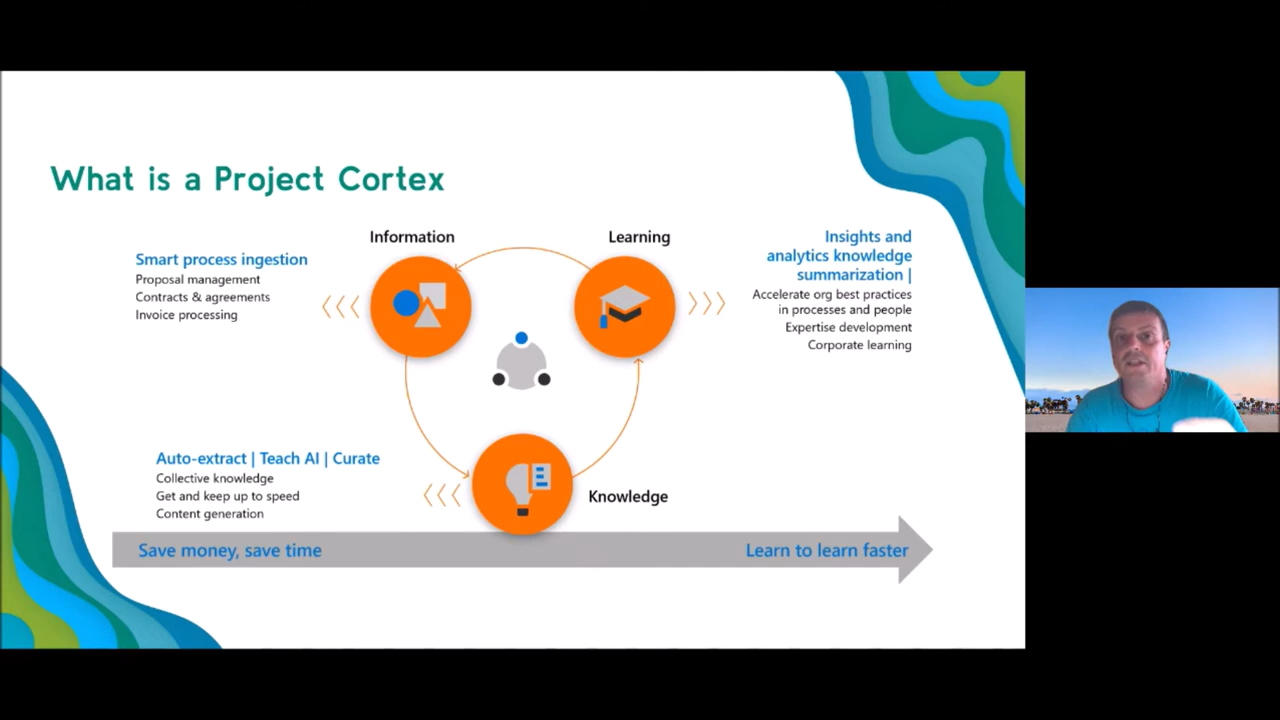 What is a Project Cortex
Information
Learning
Smart process ingestion
Proposal management
Contracts & agreements
Invoice processing
Insights and
analytics knowledge
summarization |
Accelerate org best practices
in processes and people
Expertise development
Corporate learning
Auto-extract | Teach AI | Curate
Collective knowledge
Get and keep up to speed
Content generation
Knowledge
Save money, save time
Learn to learn faster